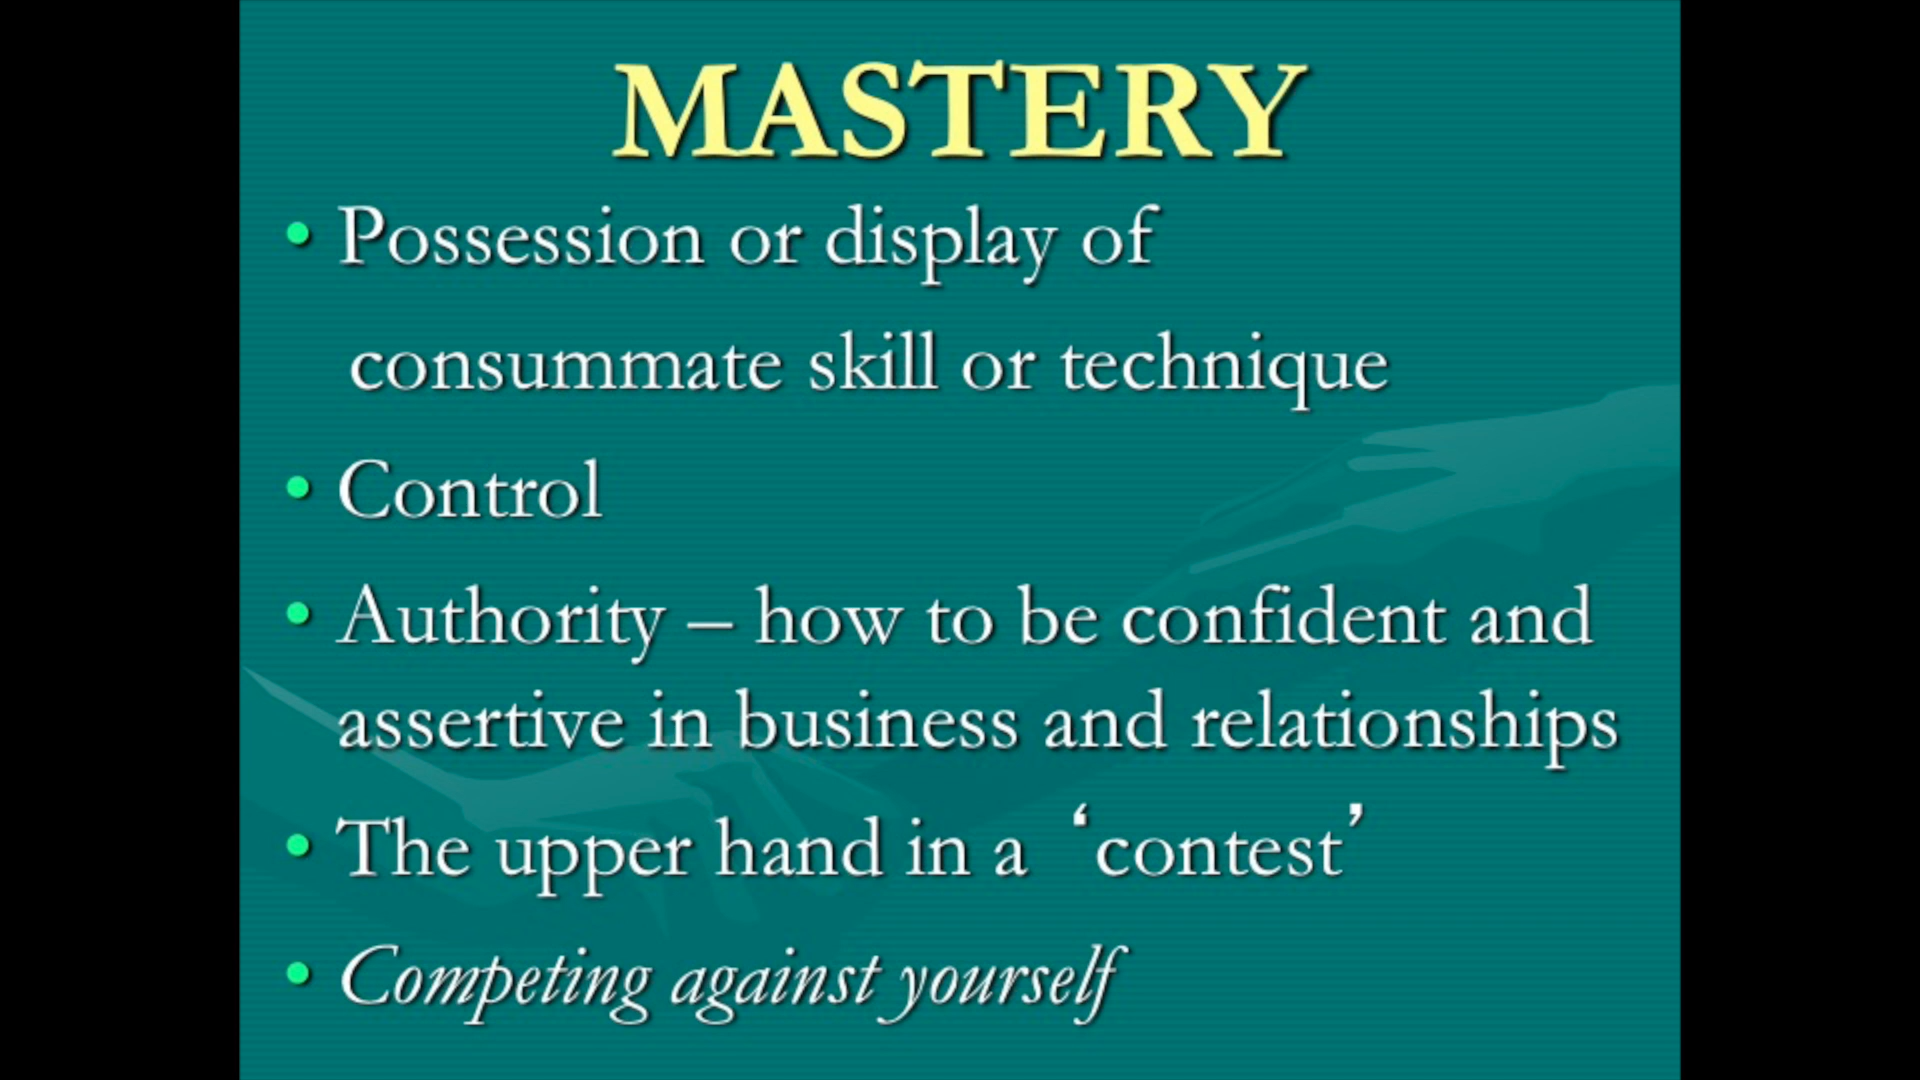 MASTERY
• Possession or display of
consummate skill or technique
• Control
• Authority – how to be confident and
assertive in business and relationships
• The upper hand in a ‘contest’
• Competing against yourself